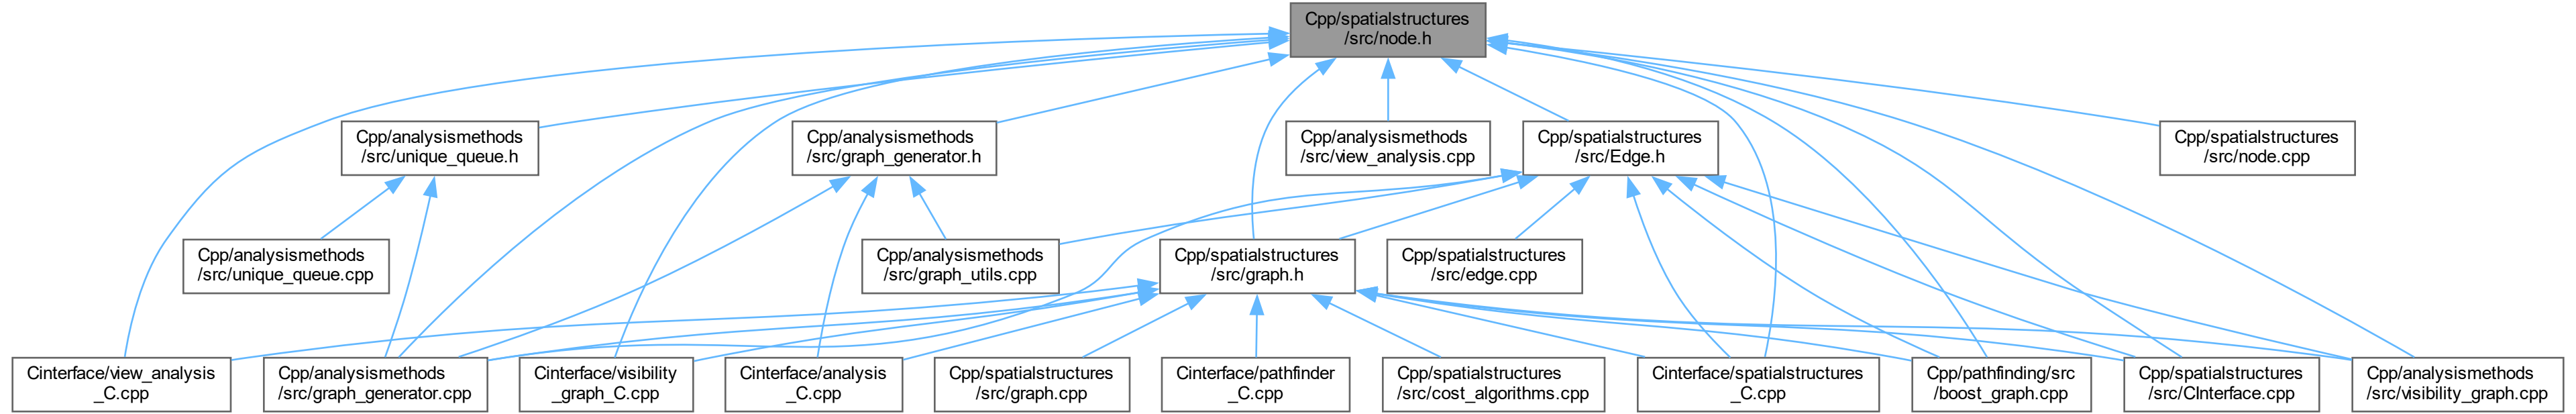 Cpp/spatialstructures
/src/node.h
Cpp/analysismethods
/src/unique_queue.h
Cpp/analysismethods
/src/graph_generator.h
Cpp/analysismethods
/src/view_analysis.cpp
Cpp/spatialstructures
/src/Edge.h
Cpp/spatialstructures
/src/node.cpp
Cpp/analysismethods
/src/unique_queue.cpp
Cpp/analysismethods
/src/graph_utils.cpp
Cpp/spatialstructures
/src/graph.h
Cpp/spatialstructures
/src/edge.cpp
Cinterface/view_analysis
_C.cpp
Cpp/analysismethods
/src/graph_generator.cpp
Cinterface/visibility
_graph_C.cpp
Cinterface/analysis
_C.cpp
Cpp/spatialstructures
/src/graph.cpp
Cinterface/pathfinder
_C.cpp
Cpp/spatialstructures
/src/cost_algorithms.cpp
Cinterface/spatialstructures
_C.cpp
Cpp/pathfinding/src
/boost_graph.cpp
Cpp/spatialstructures
/src/CInterface.cpp
Cpp/analysismethods
/src/visibility_graph.cpp